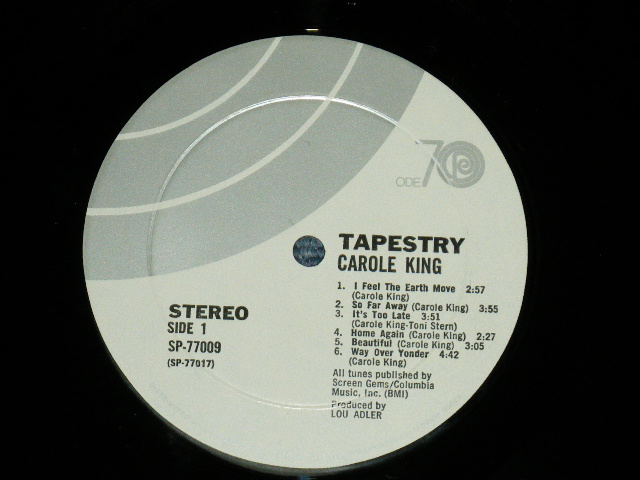 ODE 70
TAPESTRY
CAROLE KING
1. I Feel The Earth Move 2:57
(Carole King)
2. So Far Away (Carole King) 3:55
3. It's Too Late 3:51
(Carole King-Toni Stern)
4. Home Again (Carole King) 2:27
5. Beautiful (Carole King) 3:05
6. Way Over Yonder 4:42
(Carole King)
All tunes published by
Screen Gems/Columbia
Music, Inc. (BMI)
Produced by
LOU ADLER
STEREO
SIDE 1
SP-77009
(SP-77017)